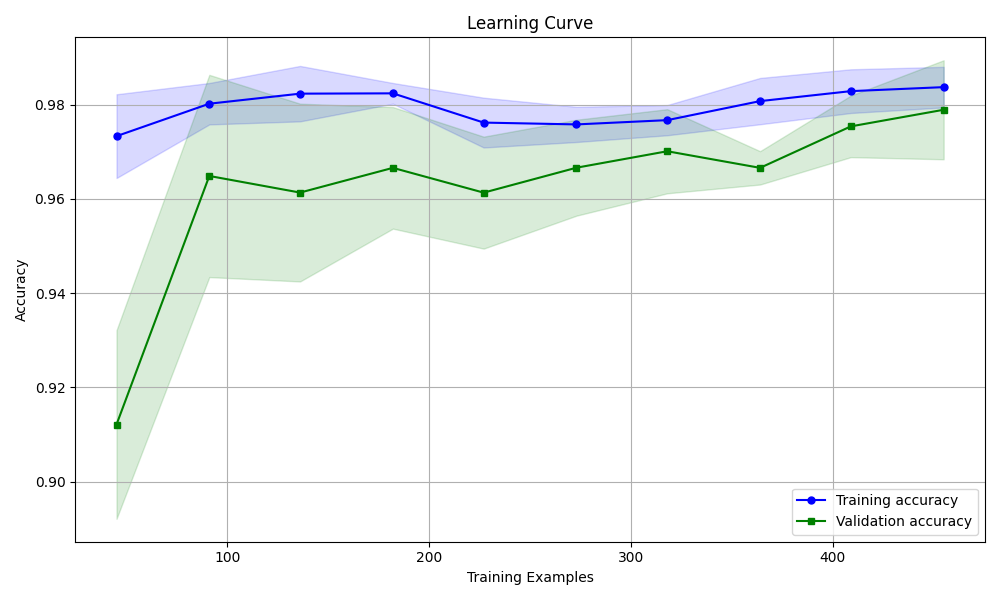 Learning Curve
Accuracy
0.98
0.96
0.94
0.92
0.90
100 200 300 400
Training Examples
Training accuracy
Validation accuracy